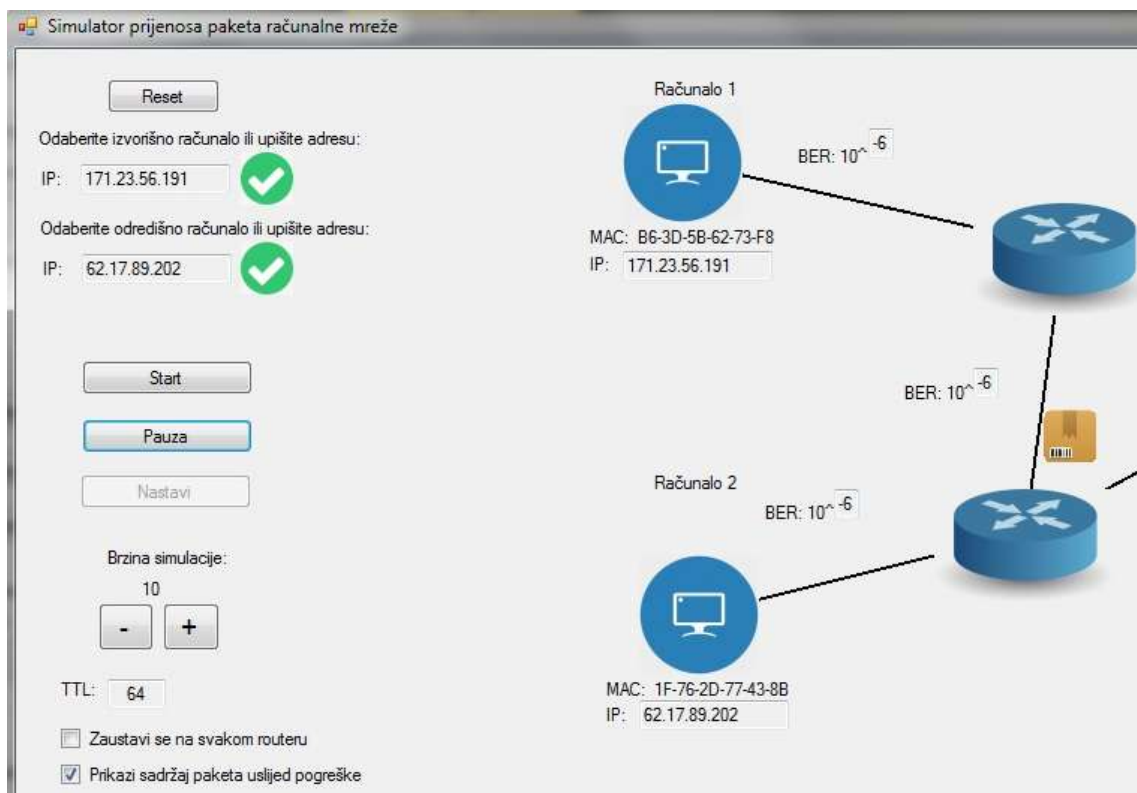 Simulator prijenosa paketa računalne mreže
Reset
Odaberite izvorišno računalo ili upišite adresu:
IP: 171.23.56.191
Odaberite odredišno računalo ili upišite adresu:
IP: 62.17.89.202
Start
Pauza
Nastavi
Brzina simulacije:
10
- +
TTL: 64
Zaustavi se na svakom routeru
Prikazi sadržaj paketa uslijed pogreške
Računalo 1
BER: 10^ -6
MAC: B6-3D-5B-62-73-F8
IP: 171.23.56.191
BER: 10^ -6
Računalo 2
BER: 10^ -6
MAC: 1F-76-2D-77-43-8B
IP: 62.17.89.202